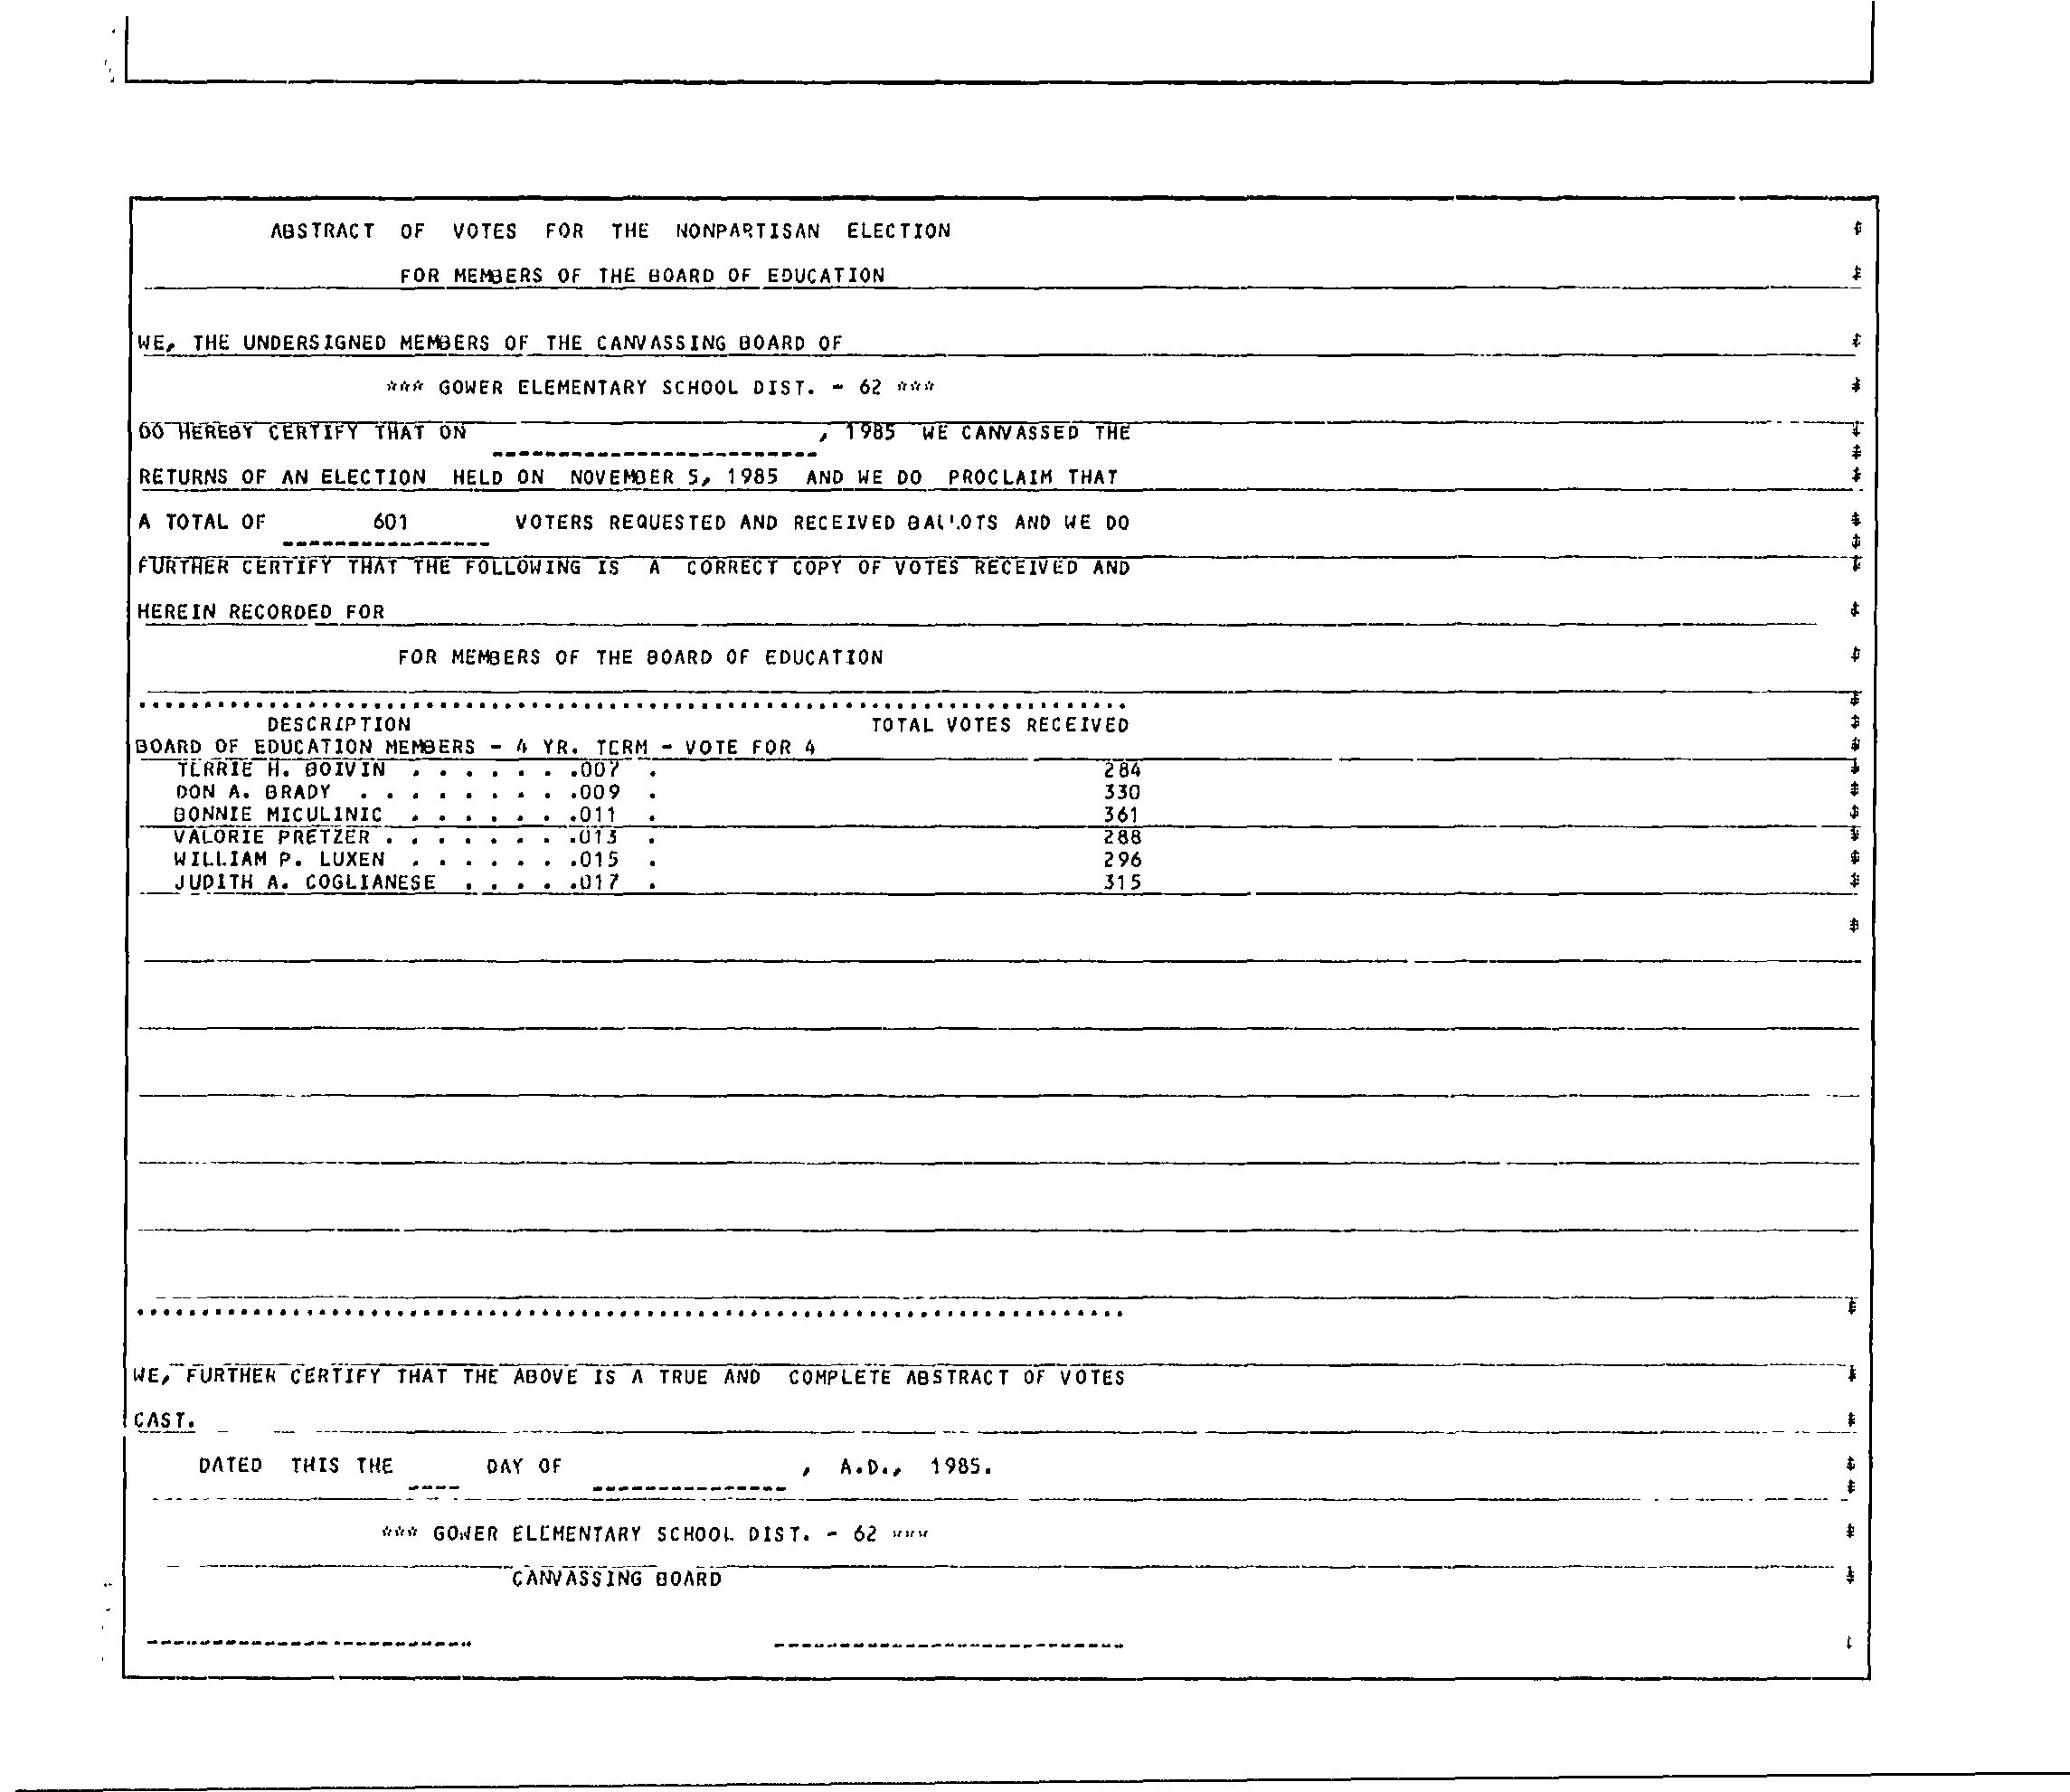 ABSTRACT OF VOTES FOR THE NONPARTISAN ELECTION
FOR MEMBERS OF THE BOARD OF EDUCATION
WE, THE UNDERSIGNED MEMBERS OF THE CANVASSING BOARD OF
*** GOWER ELEMENTARY SCHOOL DIST. - 62 ***
DO HEREBY CERTIFY THAT ON , 1985 WE CANVASSED THE
RETURNS OF AN ELECTION HELD ON NOVEMBER 5, 1985 AND WE DO PROCLAIM THAT
A TOTAL OF 601 VOTERS REQUESTED AND RECEIVED BALLOTS AND WE DO
FURTHER CERTIFY THAT THE FOLLOWING IS A CORRECT COPY OF VOTES RECEIVED AND
HEREIN RECORDED FOR
FOR MEMBERS OF THE BOARD OF EDUCATION
DESCRIPTION TOTAL VOTES RECEIVED
BOARD OF EDUCATION MEMBERS - 4 YR. TERM - VOTE FOR 4
TERRIE H. BOIVIN . . . . . . .007 . 284
DON A. BRADY . . . . . . . . .009 . 330
BONNIE MICULINIC . . . . . . .011 . 361
VALORIE PRETZER . . . . . . . .013 . 288
WILLIAM P. LUXEN . . . . . . .015 . 296
JUDITH A. COGLIANESE . . . . .017 . 315
WE, FURTHER CERTIFY THAT THE ABOVE IS A TRUE AND COMPLETE ABSTRACT OF VOTES
CAST.
DATED THIS THE ---- DAY OF --------------- , A.D., 1985.
*** GOWER ELEMENTARY SCHOOL DIST. - 62 ***
CANVASSING BOARD